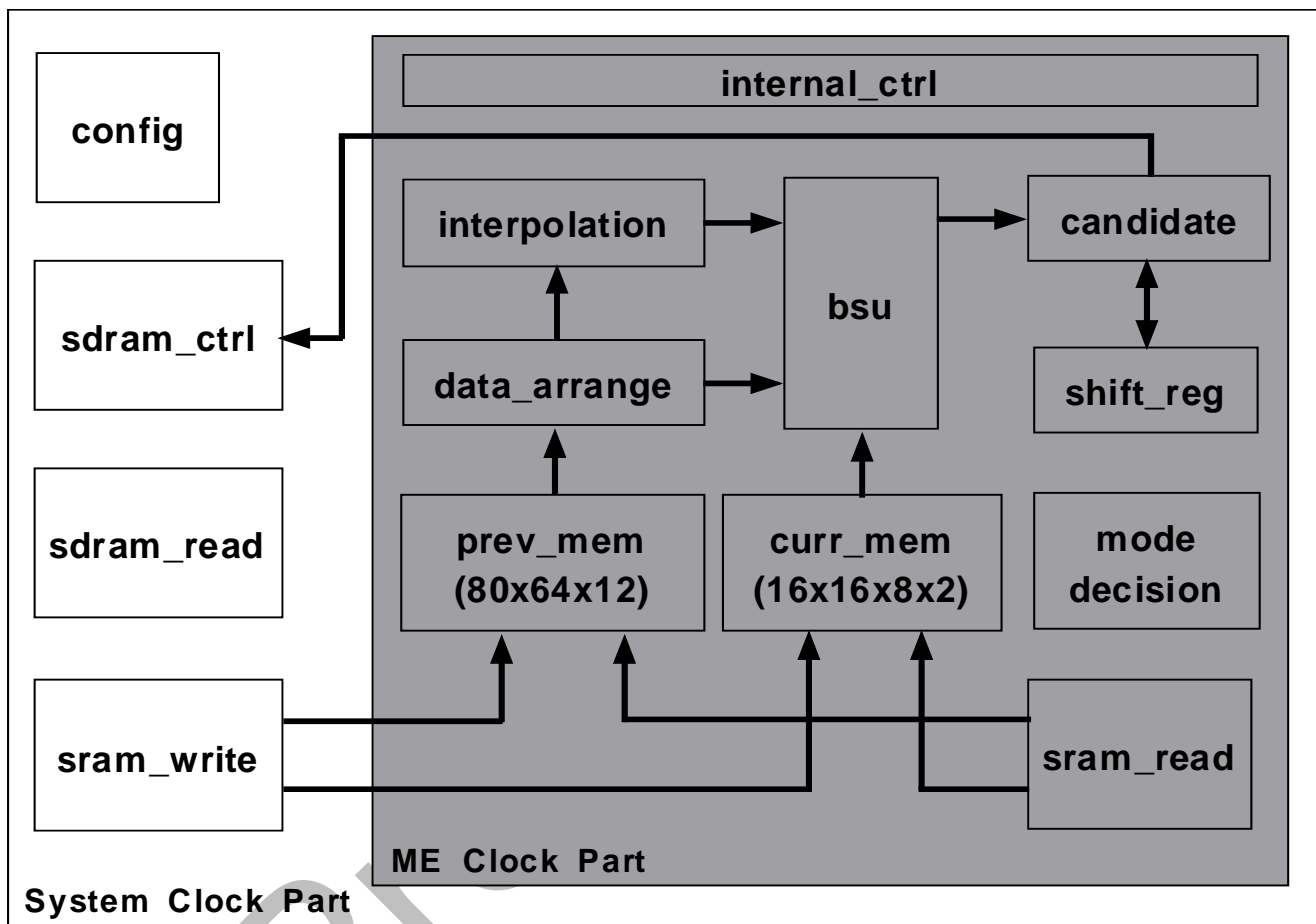 internal_ctrl
config
interpolation
candidate
bsu
sdram_ctrl
data_arrange
shift_reg
sdram_read
prev_mem
(80x64x12)
curr_mem
(16x16x8x2)
mode
decision
sram_write
sram_read
ME Clock Part
System Clock Part